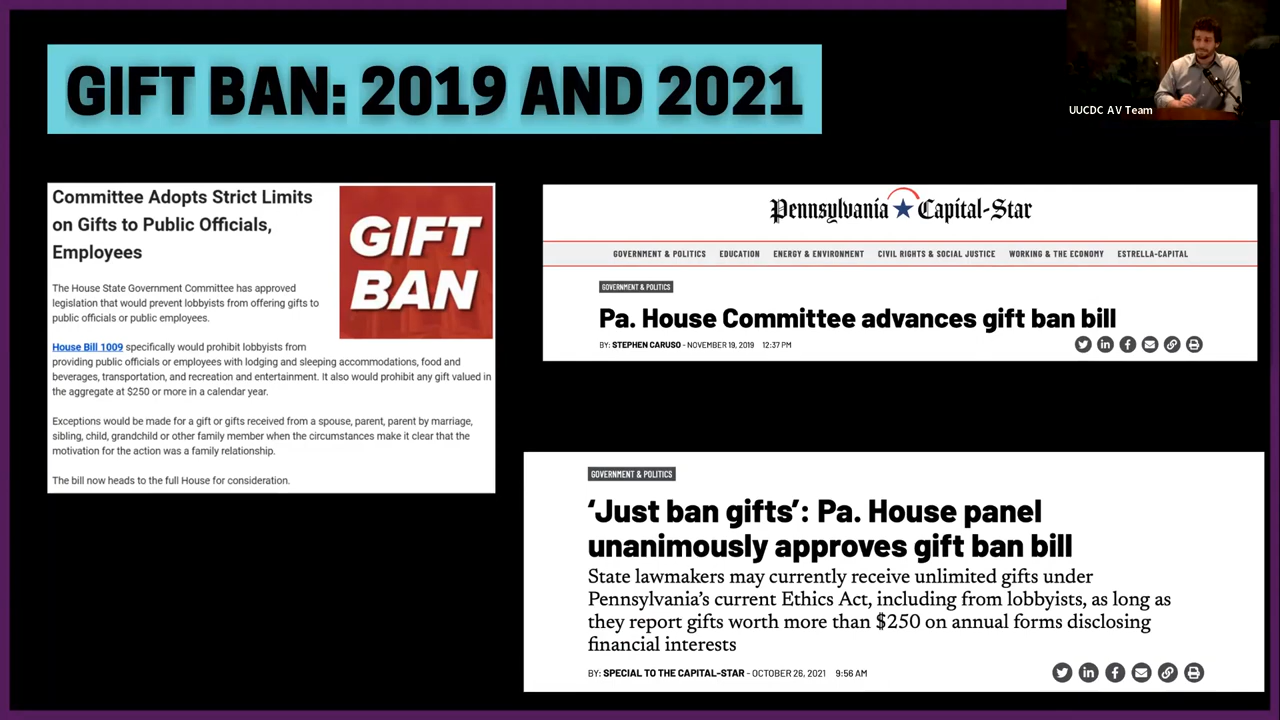 GIFT BAN: 2019 AND 2021
UUCDC AV Team
Committee Adopts Strict Limits
on Gifts to Public Officials,
Employees
GIFT
BAN
The House State Government Committee has approved
legislation that would prevent lobbyists from offering gifts to
public officials or public employees.
House Bill 1009 specifically would prohibit lobbyists from
providing public officials or employees with lodging and sleeping accommodations, food and
beverages, transportation, and recreation and entertainment. It also would prohibit any gift valued in
the aggregate at $250 or more in a calendar year.
Exceptions would be made for a gift or gifts received from a spouse, parent, parent by marriage,
sibling, child, grandchild or other family member when the circumstances make it clear that the
motivation for the action was a family relationship.
The bill now heads to the full House for consideration.
Pennsylvania Capital-Star
GOVERNMENT & POLITICS EDUCATION ENERGY & ENVIRONMENT CIVIL RIGHTS & SOCIAL JUSTICE WORKING & THE ECONOMY ESTRELLA-CAPITAL
GOVERNMENT & POLITICS
Pa. House Committee advances gift ban bill
BY: STEPHEN CARUSO - NOVEMBER 19, 2019 12:37 PM
GOVERNMENT & POLITICS
‘Just ban gifts’: Pa. House panel
unanimously approves gift ban bill
State lawmakers may currently receive unlimited gifts under
Pennsylvania’s current Ethics Act, including from lobbyists, as long as
they report gifts worth more than $250 on annual forms disclosing
financial interests
BY: SPECIAL TO THE CAPITAL-STAR - OCTOBER 26, 2021 9:56 AM